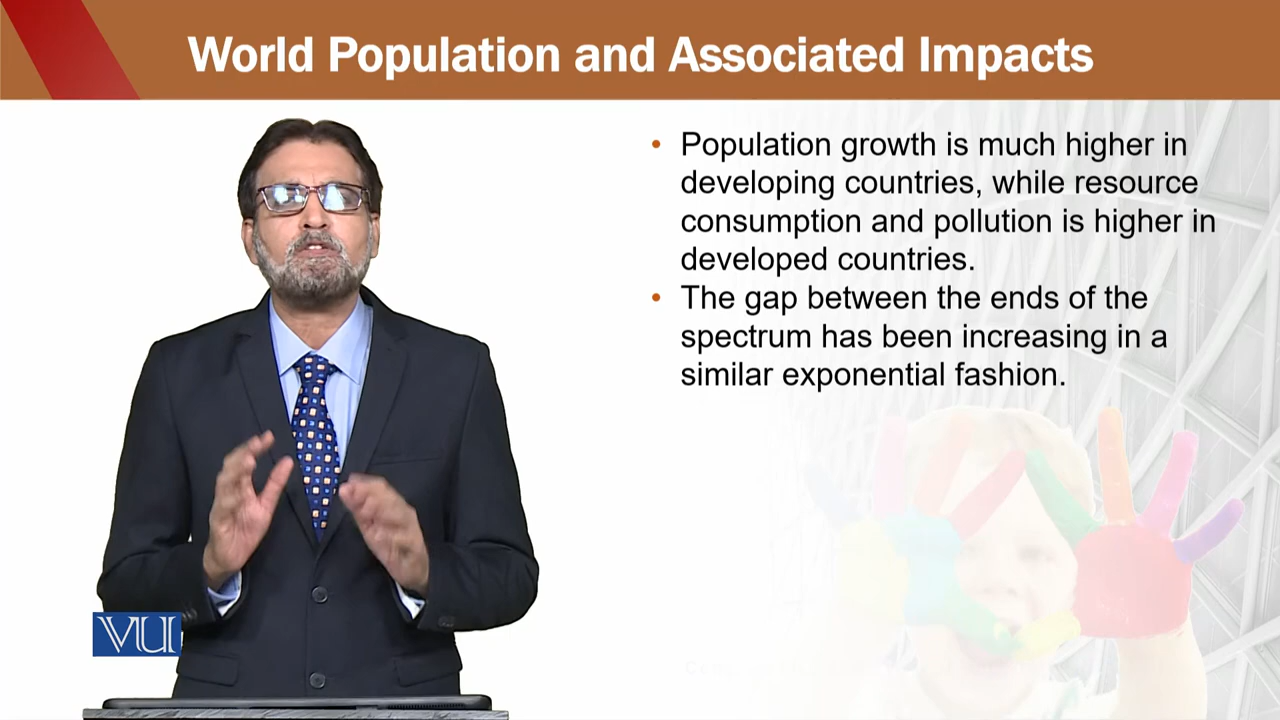 World Population and Associated Impacts
• Population growth is much higher in
developing countries, while resource
consumption and pollution is higher in
developed countries.
• The gap between the ends of the
spectrum has been increasing in a
similar exponential fashion.
VU